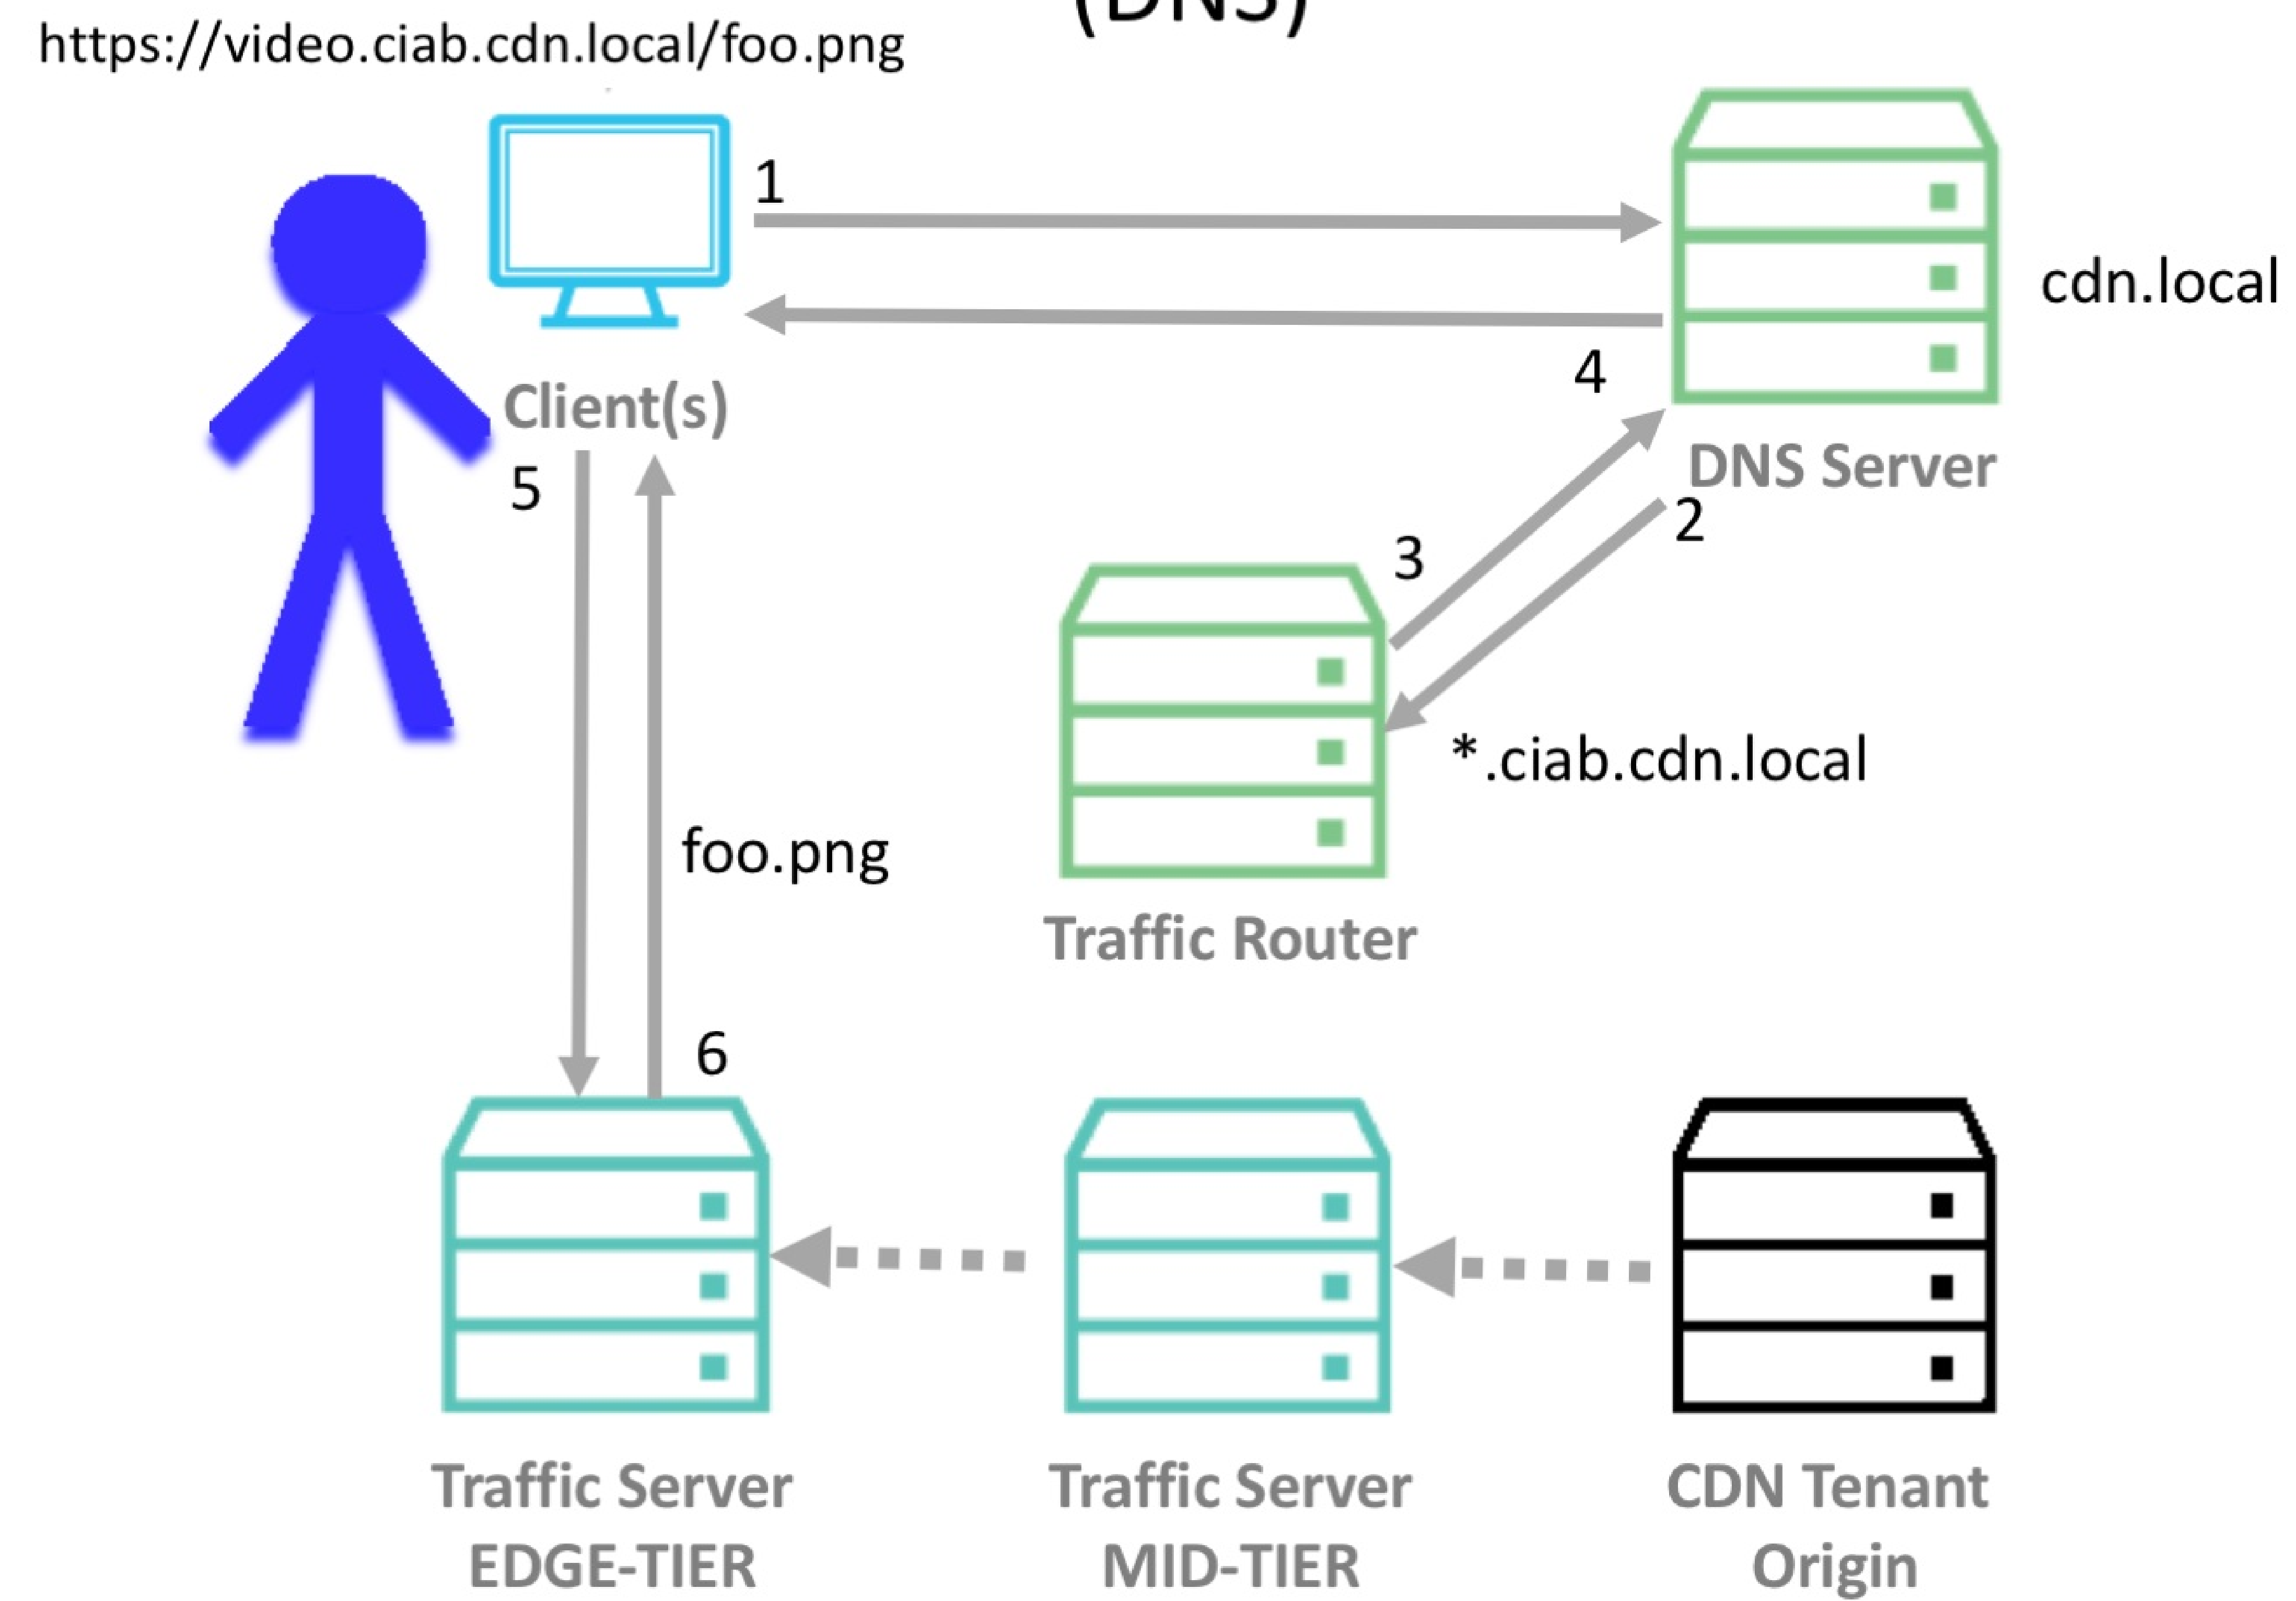 (DNS)
https://video.ciab.cdn.local/foo.png
1
cdn.local
4
Client(s)
5
DNS Server
2
3
*.ciab.cdn.local
foo.png
Traffic Router
6
Traffic Server
EDGE-TIER
Traffic Server
MID-TIER
CDN Tenant
Origin